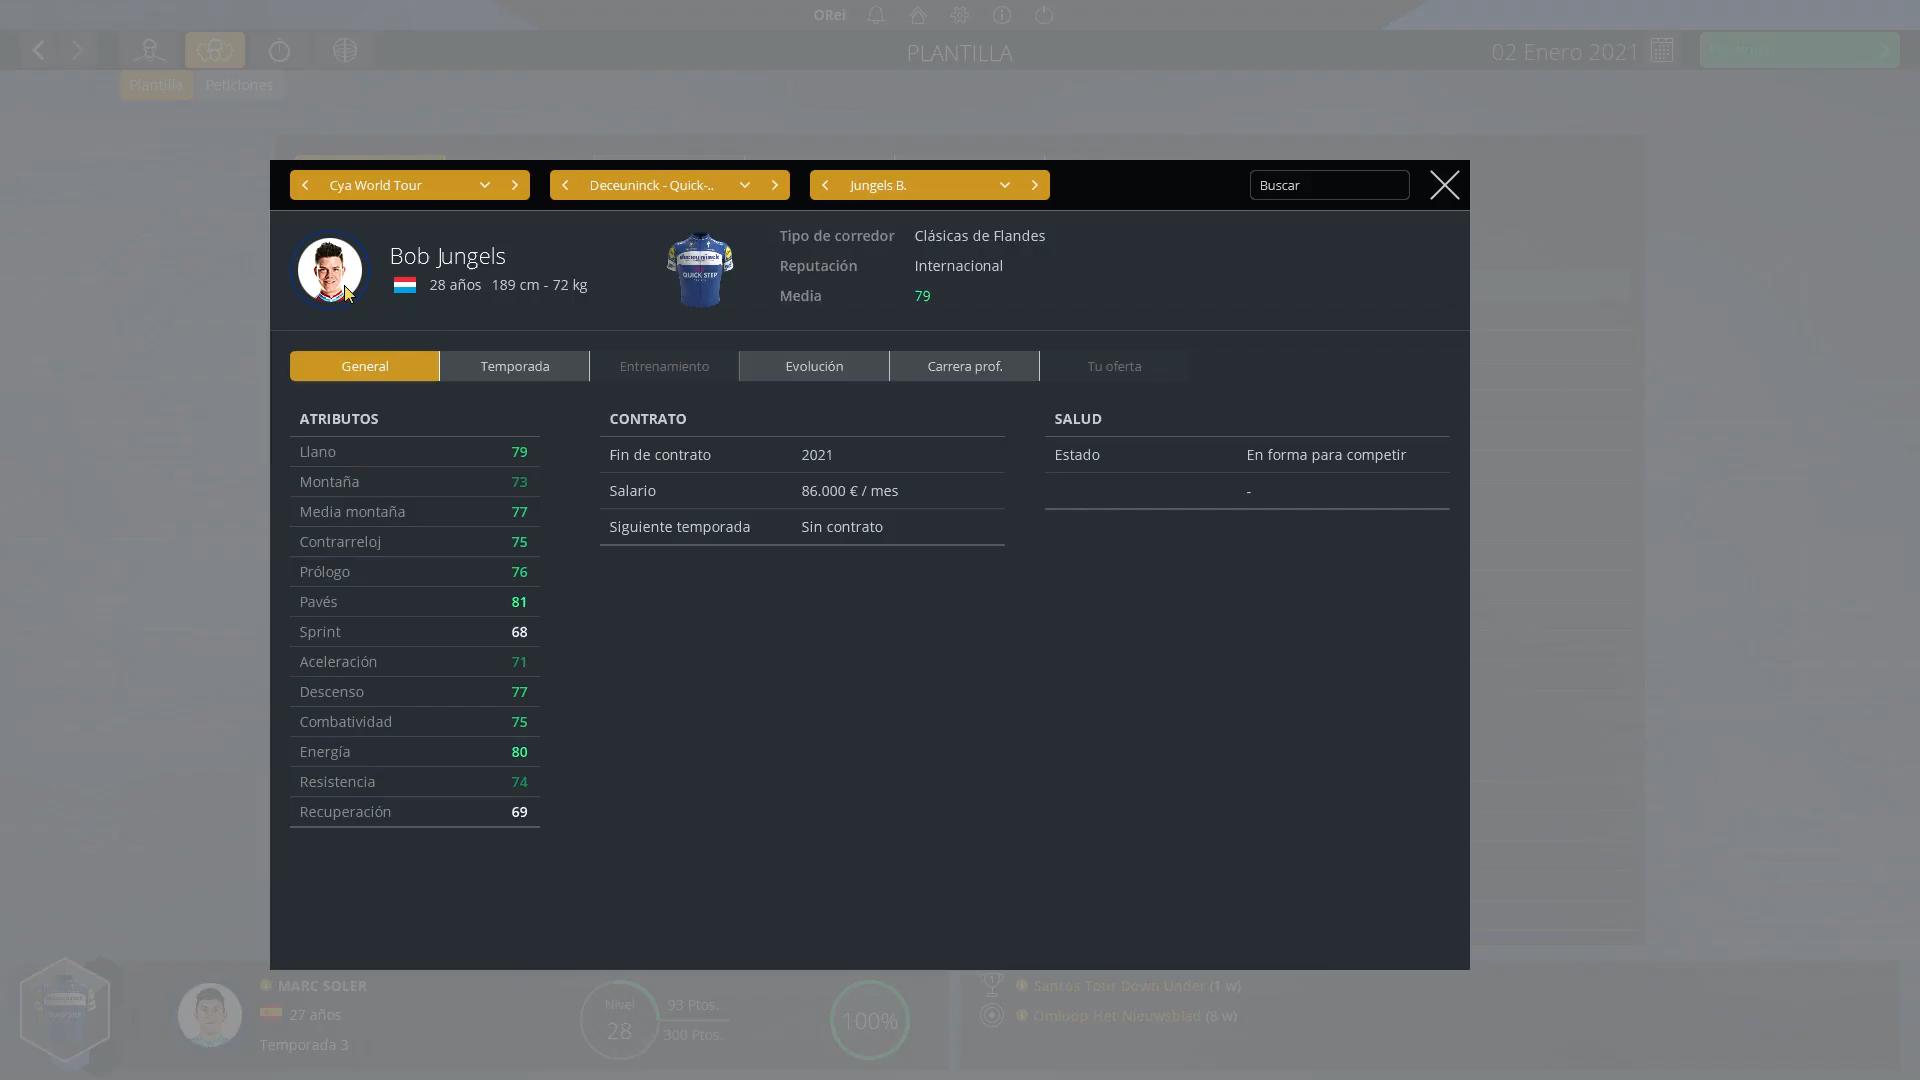 ORei
PLANTILLA
02 Enero 2021
Plantilla
Peticiones
Cya World Tour
Deceuninck - Quick-..
Jungels B.
Buscar
Bob Jungels
28 años 189 cm - 72 kg
QUICK STEP
Tipo de corredor Clásicas de Flandes
Reputación Internacional
Media 79
General
Temporada
Entrenamiento
Evolución
Carrera prof.
Tu oferta
ATRIBUTOS
Llano 79
Montaña 73
Media montaña 77
Contrarreloj 75
Prólogo 76
Pavés 81
Sprint 68
Aceleración 71
Descenso 77
Combatividad 75
Energía 80
Resistencia 74
Recuperación 69
CONTRATO
Fin de contrato 2021
Salario 86.000 € / mes
Siguiente temporada Sin contrato
SALUD
Estado En forma para competir
-
MARC SOLER
27 años
Temporada 3
Nivel
28
93 Ptos.
300 Ptos.
100%
Santos Tour Down Under (1 w)
Omloop Het Nieuwsblad (8 w)